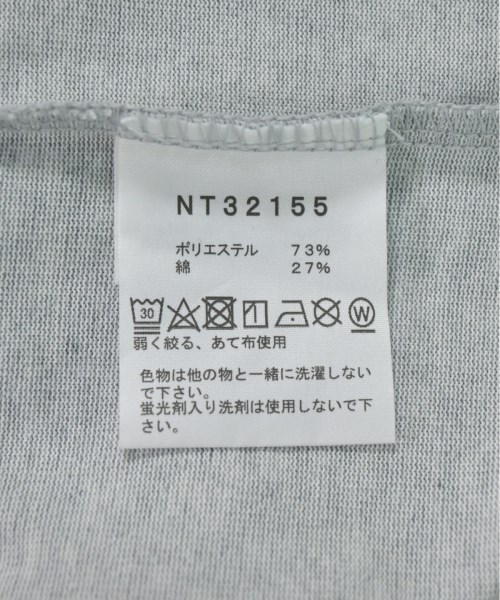 NT32155
ポリエステル 73%
綿 27%
30 W
弱く絞る、あて布使用
色物は他の物と一緒に洗濯しない
で下さい。
蛍光剤入り洗剤は使用しないで下
さい。